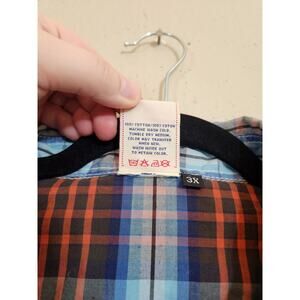 100% COTTON/100% COTON
MACHINE WASH COLD.
TUMBLE DRY MEDIUM.
COLOR MAY TRANSFER
WHEN NEW.
WASH INSIDE OUT
TO RETAIN COLOR.
3X